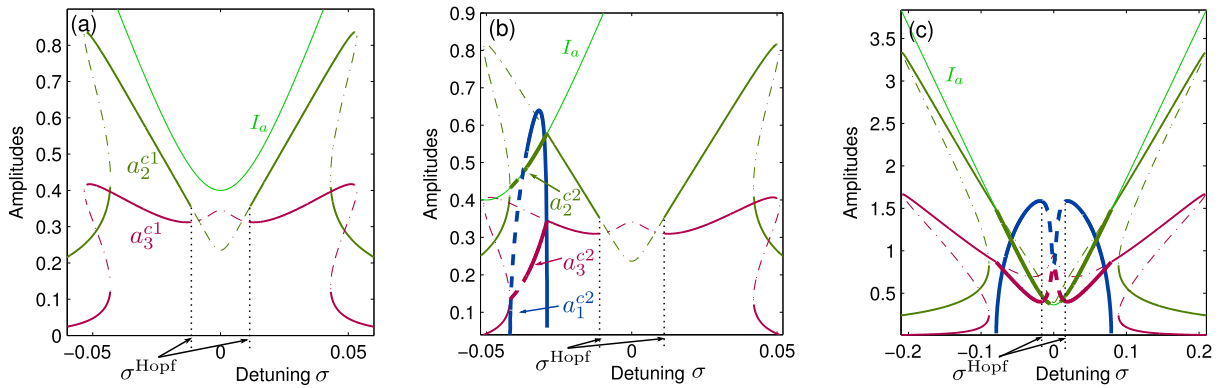 (a)
Amplitudes
0.8
0.7
0.6
0.5
0.4
0.3
0.2
0.1
0
I_a
a_2^{c1}
a_3^{c1}
−0.05
0
0.05
σ^{Hopf}
Detuning σ
(b)
Amplitudes
0.9
0.8
0.7
0.6
0.5
0.4
0.3
0.2
0.1
I_a
a_2^{c2}
a_3^{c2}
a_1^{c2}
−0.05
0
0.05
σ^{Hopf}
Detuning σ
(c)
Amplitudes
3.5
3
2.5
2
1.5
1
0.5
I_a
−0.2
−0.1
0
0.1
0.2
σ^{Hopf}
Detuning σ